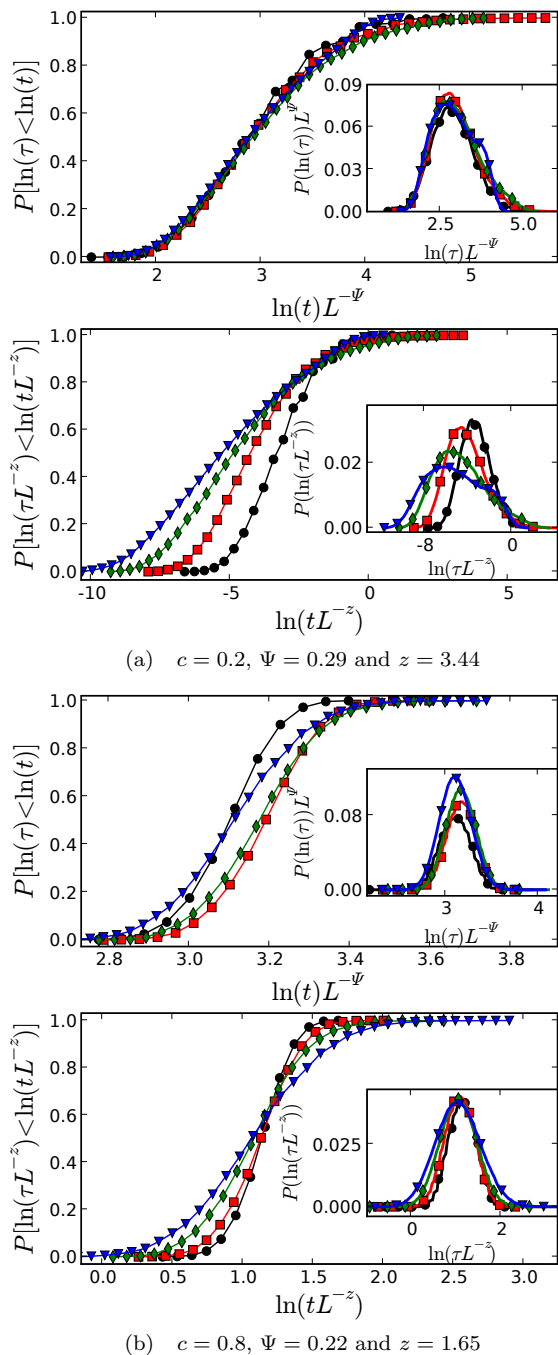 1.0
0.8
0.6
0.4
0.2
0.0
P[ln(τ)<ln(t)]
2 3 4 5
ln(t)L^{-Ψ}
0.09
0.06
0.03
0.00
P(ln(τ))L^Ψ
2.5 5.0
ln(τ)L^{-Ψ}
1.0
0.8
0.6
0.4
0.2
0.0
P[ln(τL^{-z})<ln(tL^{-z})]
-10 -5 0 5
ln(tL^{-z})
0.02
0.00
P(ln(τL^{-z}))
-8 0
ln(τL^{-z})
(a) c = 0.2, Ψ = 0.29 and z = 3.44
1.0
0.8
0.6
0.4
0.2
0.0
P[ln(τ)<ln(t)]
2.8 3.0 3.2 3.4 3.6 3.8
ln(t)L^{-Ψ}
0.08
0.00
P(ln(τ))L^Ψ
3 4
ln(τ)L^{-Ψ}
1.0
0.8
0.6
0.4
0.2
0.0
P[ln(τL^{-z})<ln(tL^{-z})]
0.0 0.5 1.0 1.5 2.0 2.5 3.0
ln(tL^{-z})
0.025
0.000
P(ln(τL^{-z}))
0 2
ln(τL^{-z})
(b) c = 0.8, Ψ = 0.22 and z = 1.65